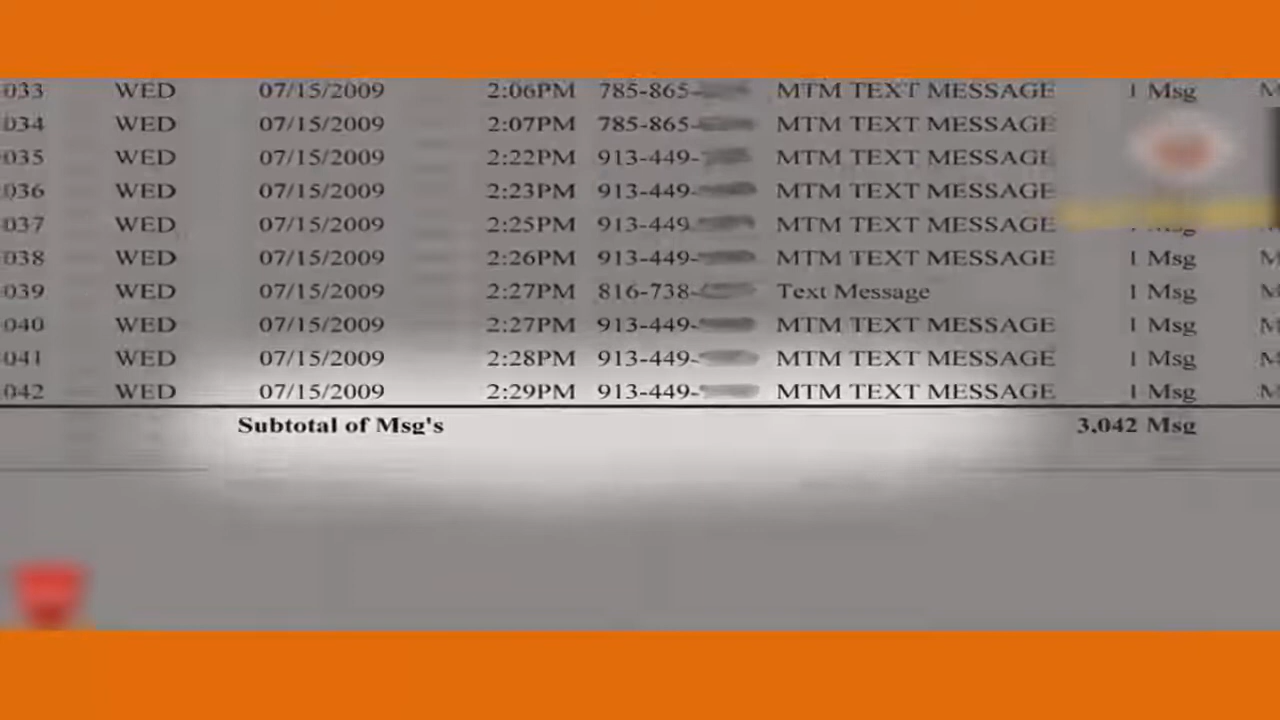 033 WED 07/15/2009 2:06PM 785-865- MTM TEXT MESSAGE 1 Msg M
034 WED 07/15/2009 2:07PM 785-865- MTM TEXT MESSAGE
035 WED 07/15/2009 2:22PM 913-449- MTM TEXT MESSAGE
036 WED 07/15/2009 2:23PM 913-449- MTM TEXT MESSAGE
037 WED 07/15/2009 2:25PM 913-449- MTM TEXT MESSAGE Msg
038 WED 07/15/2009 2:26PM 913-449- MTM TEXT MESSAGE 1 Msg M
039 WED 07/15/2009 2:27PM 816-738- Text Message 1 Msg M
040 WED 07/15/2009 2:27PM 913-449- MTM TEXT MESSAGE 1 Msg M
041 WED 07/15/2009 2:28PM 913-449- MTM TEXT MESSAGE 1 Msg M
042 WED 07/15/2009 2:29PM 913-449- MTM TEXT MESSAGE 1 Msg M
Subtotal of Msg's 3,042 Msg